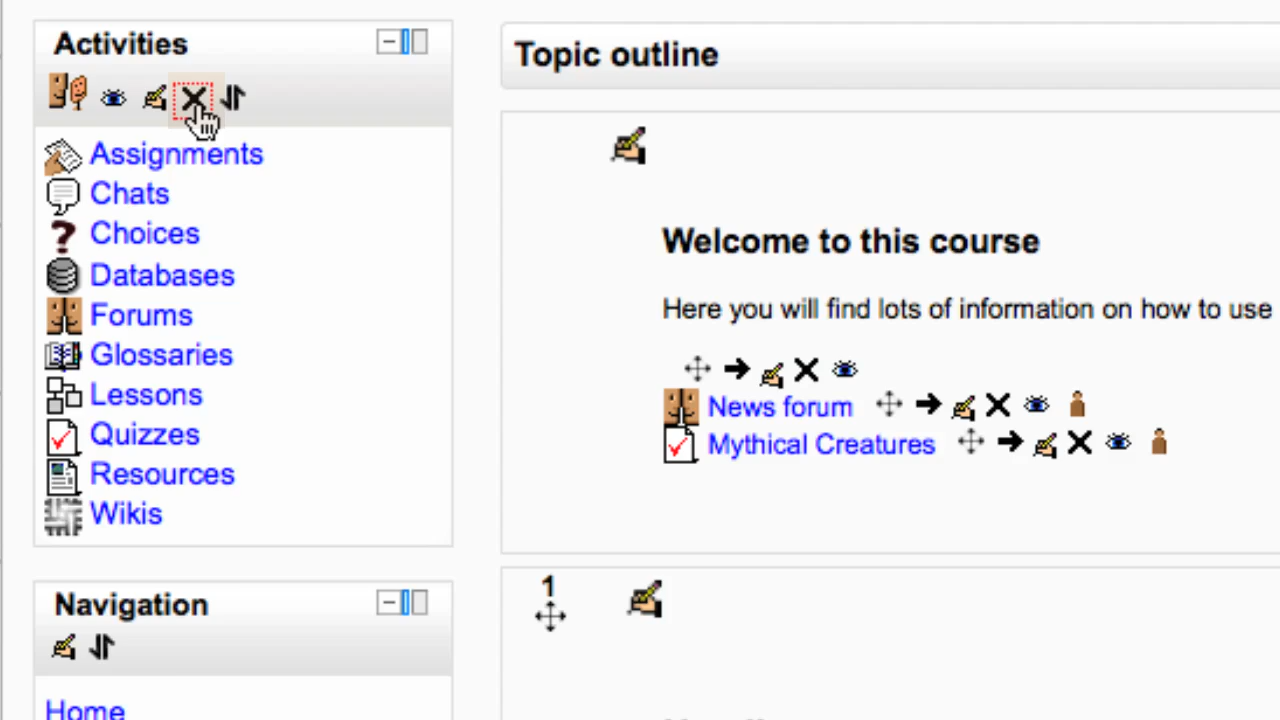 Activities
Assignments
Chats
Choices
Databases
Forums
Glossaries
Lessons
Quizzes
Resources
Wikis
Navigation
Home
Topic outline
Welcome to this course
Here you will find lots of information on how to use
News forum
Mythical Creatures
1